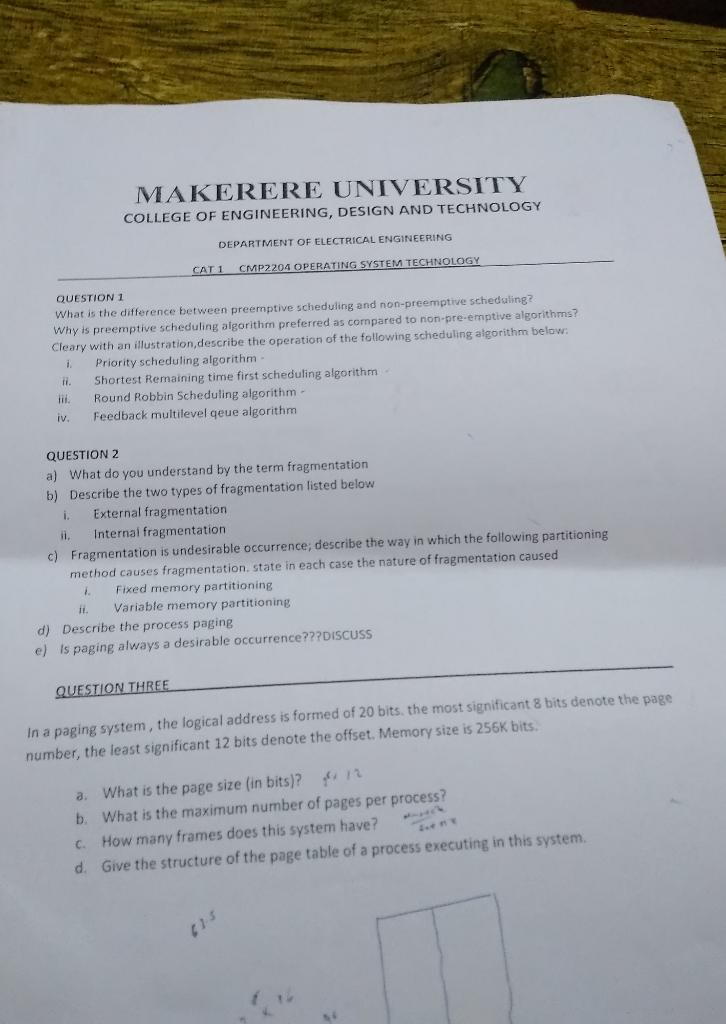 MAKERERE UNIVERSITY
COLLEGE OF ENGINEERING, DESIGN AND TECHNOLOGY
DEPARTMENT OF ELECTRICAL ENGINEERING
CAT 1 CMP2204 OPERATING SYSTEM TECHNOLOGY
QUESTION 1
What is the difference between preemptive scheduling and non-preemptive scheduling?
Why is preemptive scheduling algorithm preferred as compared to non-pre-emptive algorithms?
Cleary with an illustration,describe the operation of the following scheduling algorithm below:
i. Priority scheduling algorithm -
ii. Shortest Remaining time first scheduling algorithm -
iii. Round Robbin Scheduling algorithm -
iv. Feedback multilevel qeue algorithm
QUESTION 2
a) What do you understand by the term fragmentation
b) Describe the two types of fragmentation listed below
i. External fragmentation
ii. Internal fragmentation
c) Fragmentation is undesirable occurrence; describe the way in which the following partitioning
method causes fragmentation. state in each case the nature of fragmentation caused
i. Fixed memory partitioning
ii. Variable memory partitioning
d) Describe the process paging
e) Is paging always a desirable occurrence???DISCUSS
QUESTION THREE
In a paging system , the logical address is formed of 20 bits. the most significant 8 bits denote the page
number, the least significant 12 bits denote the offset. Memory size is 256K bits.
a. What is the page size (in bits)? 12
b. What is the maximum number of pages per process?
c. How many frames does this system have?
d. Give the structure of the page table of a process executing in this system.